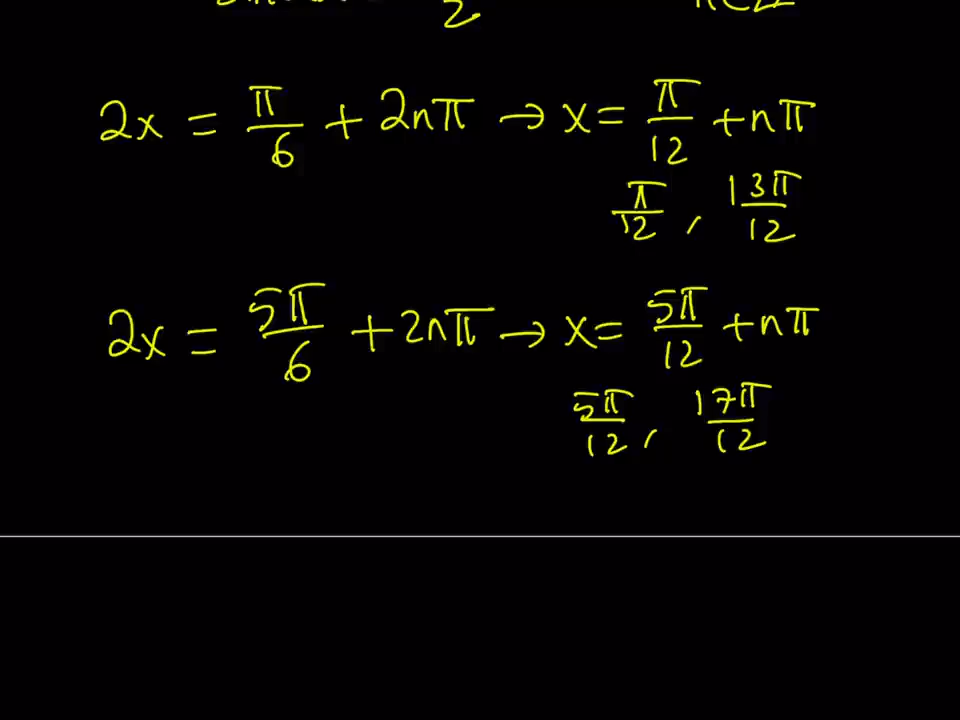 2
2x = π/6 + 2nπ → x = π/12 + nπ
π/12 , 13π/12
2x = 5π/6 + 2nπ → x = 5π/12 + nπ
5π/12 , 17π/12